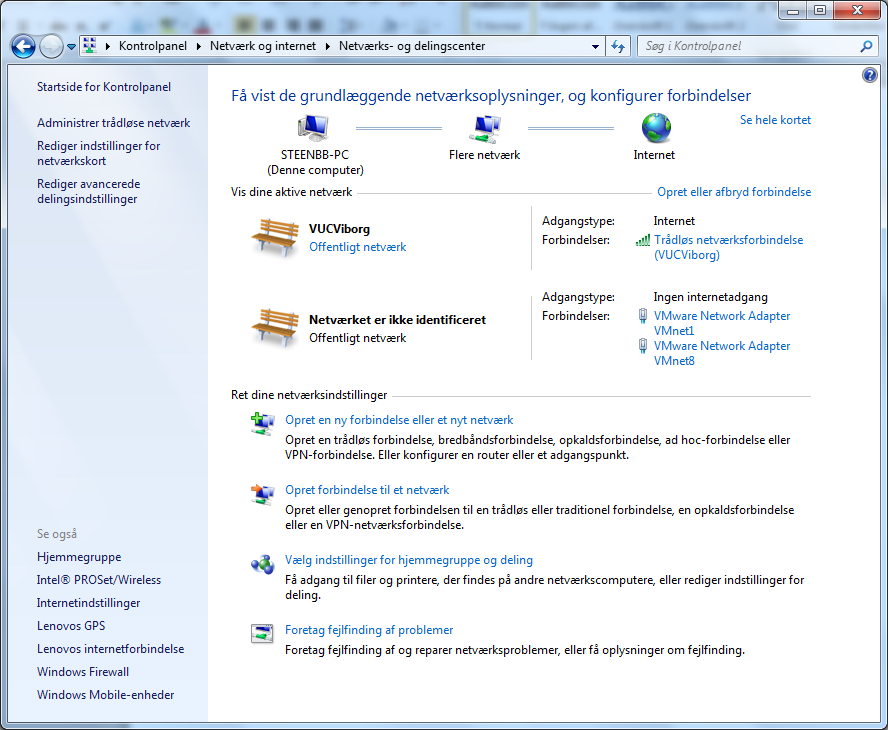 Kontrolpanel
Netværk og internet
Netværks- og delingscenter
Søg i Kontrolpanel
Startside for Kontrolpanel
Administrer trådløse netværk
Rediger indstillinger for
netværkskort
Rediger avancerede
delingsindstillinger
Få vist de grundlæggende netværksoplysninger, og konfigurer forbindelser
Se hele kortet
STEENBB-PC
(Denne computer)
Flere netværk
Internet
Vis dine aktive netværk
Opret eller afbryd forbindelse
VUCViborg
Offentligt netværk
Adgangstype: Internet
Forbindelser: Trådløs netværksforbindelse
(VUCViborg)
Netværket er ikke identificeret
Offentligt netværk
Adgangstype: Ingen internetadgang
Forbindelser: VMware Network Adapter
VMnet1
VMware Network Adapter
VMnet8
Ret dine netværksindstillinger
Opret en ny forbindelse eller et nyt netværk
Opret en trådløs forbindelse, bredbåndsforbindelse, opkaldsforbindelse, ad hoc-forbindelse eller
VPN-forbindelse. Eller konfigurer en router eller et adgangspunkt.
Opret forbindelse til et netværk
Opret eller genopret forbindelsen til en trådløs eller traditionel forbindelse, en opkaldsforbindelse
eller en VPN-netværksforbindelse.
Vælg indstillinger for hjemmegruppe og deling
Få adgang til filer og printere, der findes på andre netværkscomputere, eller rediger indstillinger for
deling.
Foretag fejlfinding af problemer
Foretag fejlfinding af og reparer netværksproblemer, eller få oplysninger om fejlfinding.
Se også
Hjemmegruppe
Intel® PROSet/Wireless
Internetindstillinger
Lenovos GPS
Lenovos internetforbindelse
Windows Firewall
Windows Mobile-enheder